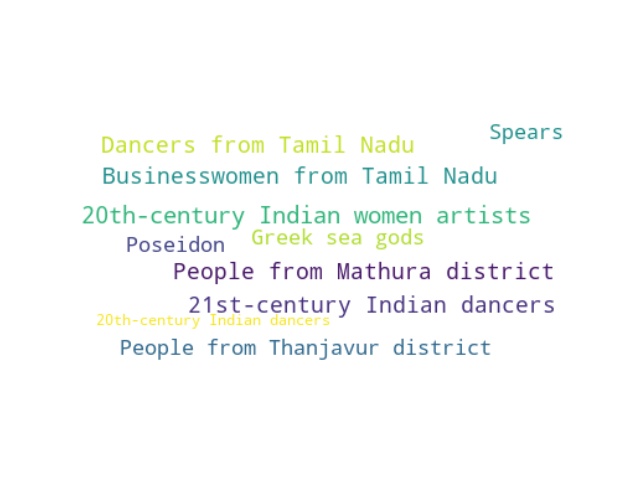 Spears
Dancers from Tamil Nadu
Businesswomen from Tamil Nadu
20th-century Indian women artists
Greek sea gods
Poseidon
People from Mathura district
21st-century Indian dancers
20th-century Indian dancers
People from Thanjavur district